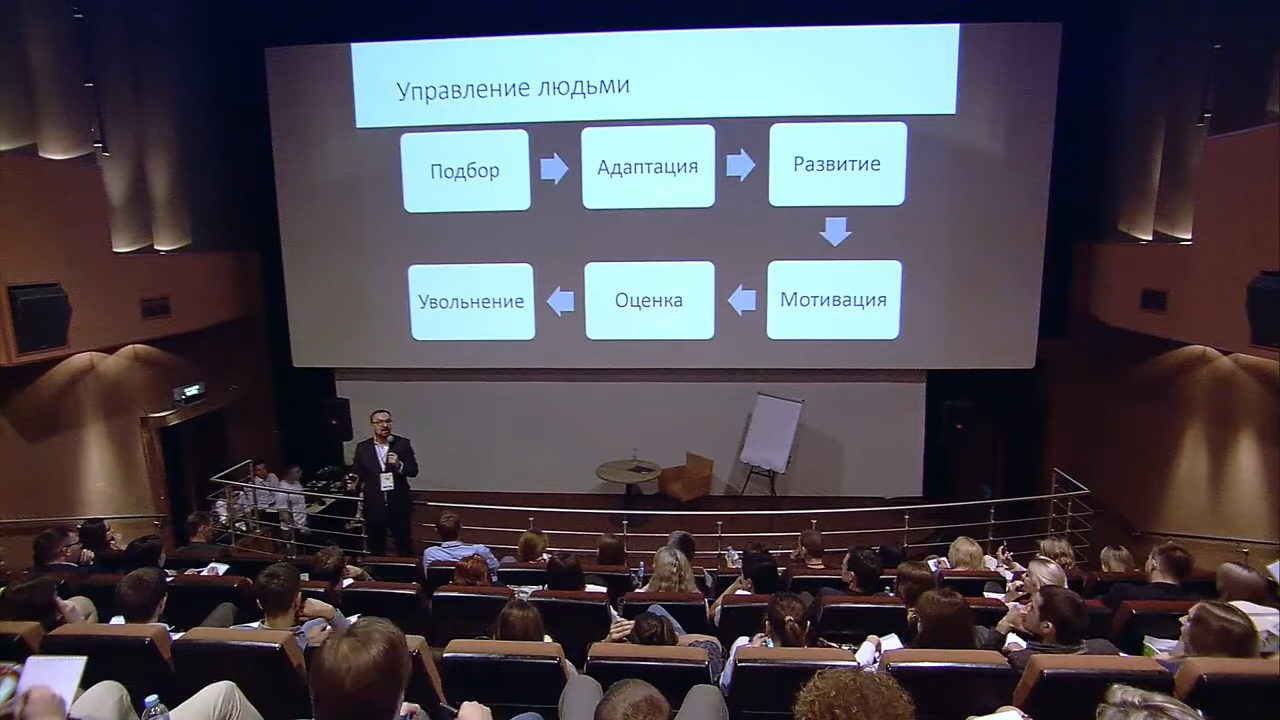 Управление людьми
Подбор
Адаптация
Развитие
Мотивация
Оценка
Увольнение